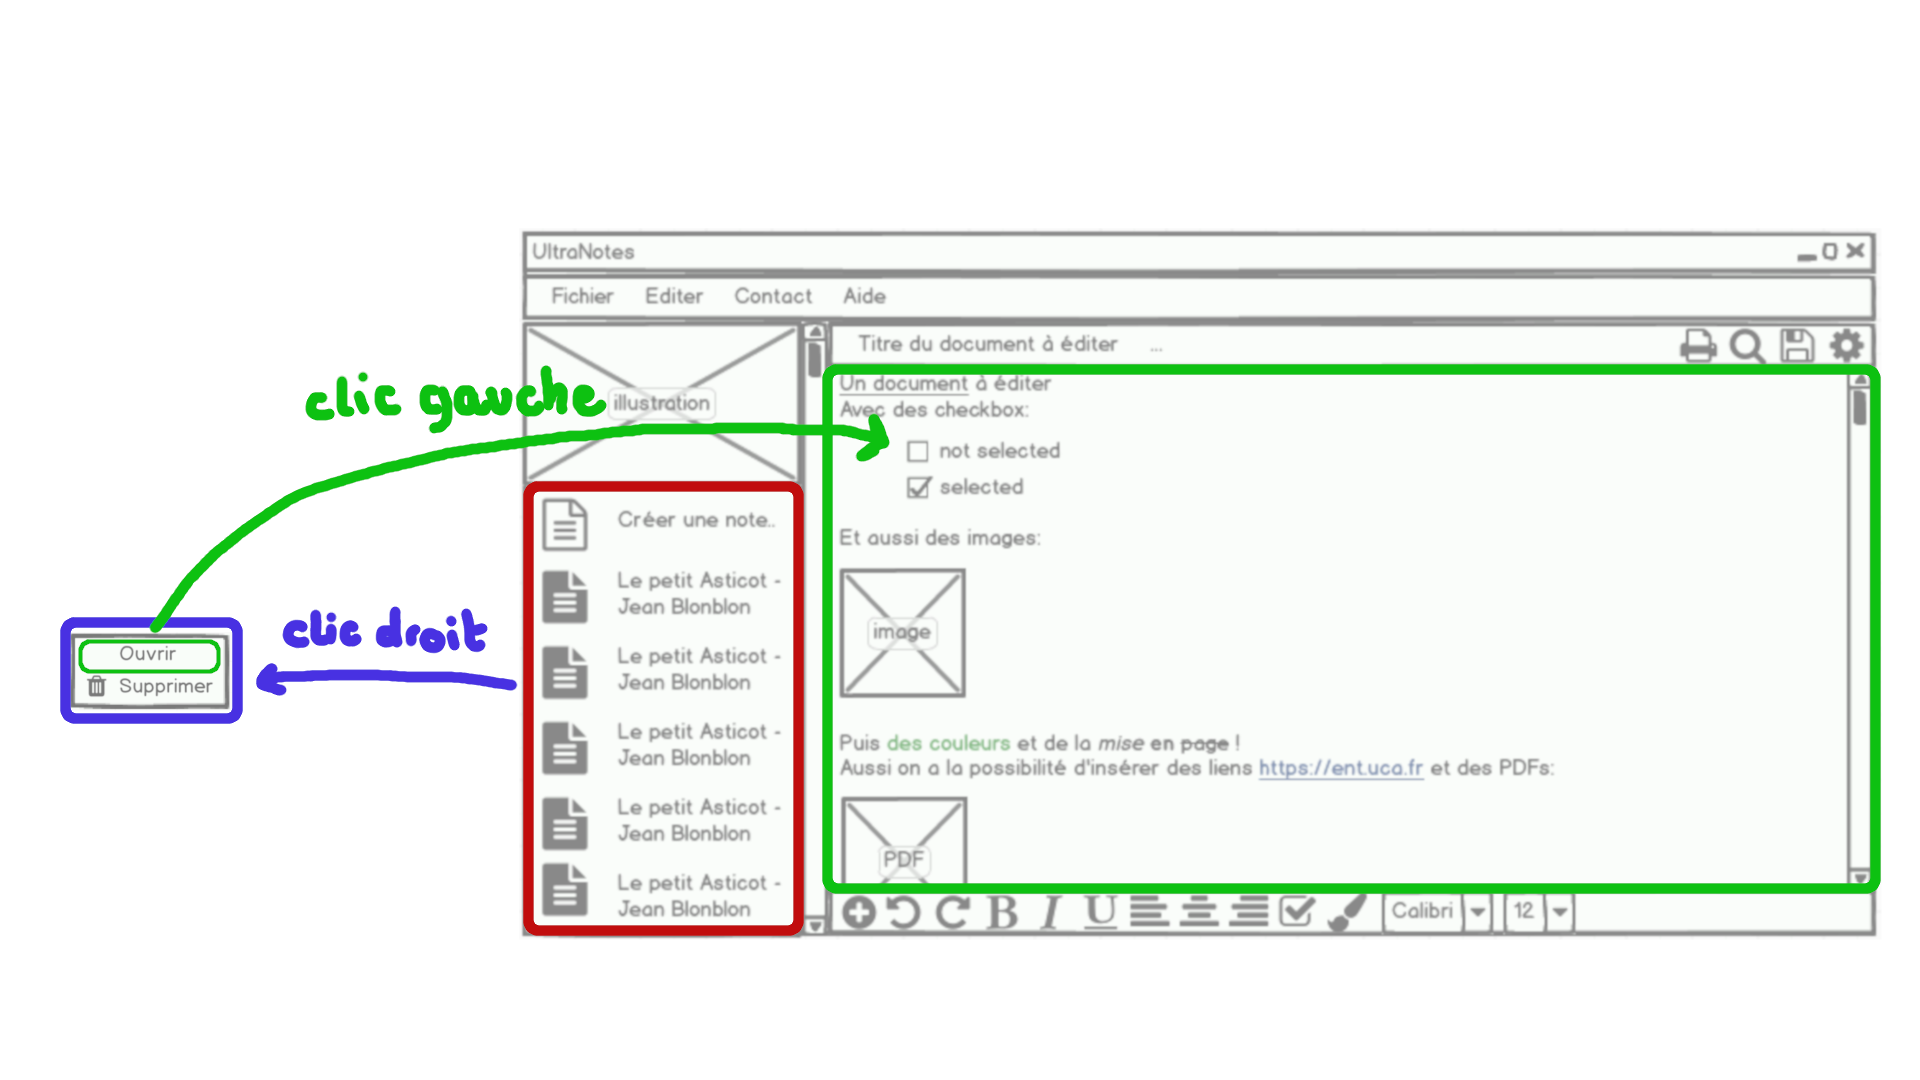 UltraNotes
Fichier Editer Contact Aide
Titre du document à éditer ...
clic gauche
illustration
Un document à éditer
Avec des checkbox:
not selected
selected
Et aussi des images:
image
Puis des couleurs et de la mise en page !
Aussi on a la possibilité d'insérer des liens https://ent.uca.fr et des PDFs:
PDF
Créer une note..
Le petit Asticot -
Jean Blonblon
Le petit Asticot -
Jean Blonblon
Le petit Asticot -
Jean Blonblon
Le petit Asticot -
Jean Blonblon
Le petit Asticot -
Jean Blonblon
clic droit
Ouvrir
Supprimer
B I U Calibri 12